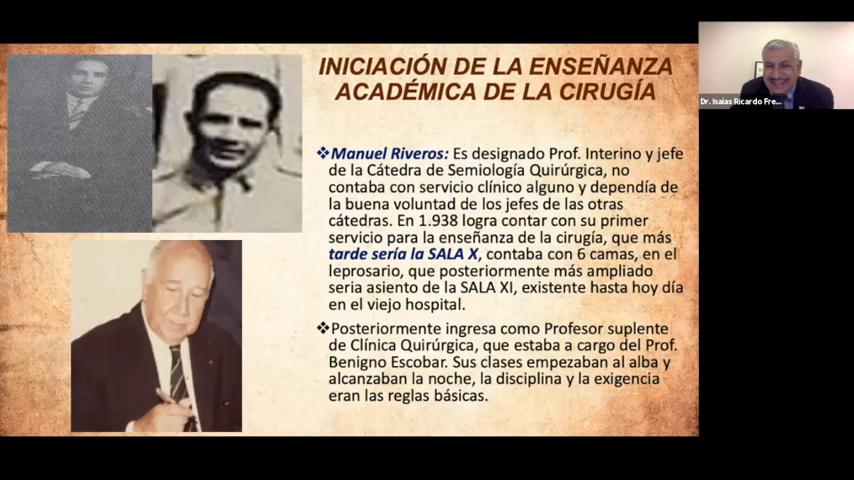 INICIACIÓN DE LA ENSEÑANZA
ACADÉMICA DE LA CIRUGÍA
❖Manuel Riveros: Es designado Prof. Interino y jefe
de la Cátedra de Semiología Quirúrgica, no
contaba con servicio clínico alguno y dependía de
la buena voluntad de los jefes de las otras
cátedras. En 1.938 logra contar con su primer
servicio para la enseñanza de la cirugía, que más
tarde sería la SALA X, contaba con 6 camas, en el
leprosario, que posteriormente más ampliado
seria asiento de la SALA XI, existente hasta hoy día
en el viejo hospital.
❖Posteriormente ingresa como Profesor suplente
de Clínica Quirúrgica, que estaba a cargo del Prof.
Benigno Escobar. Sus clases empezaban al alba y
alcanzaban la noche, la disciplina y la exigencia
eran las reglas básicas.
Dr. Isaias Ricardo Fre...